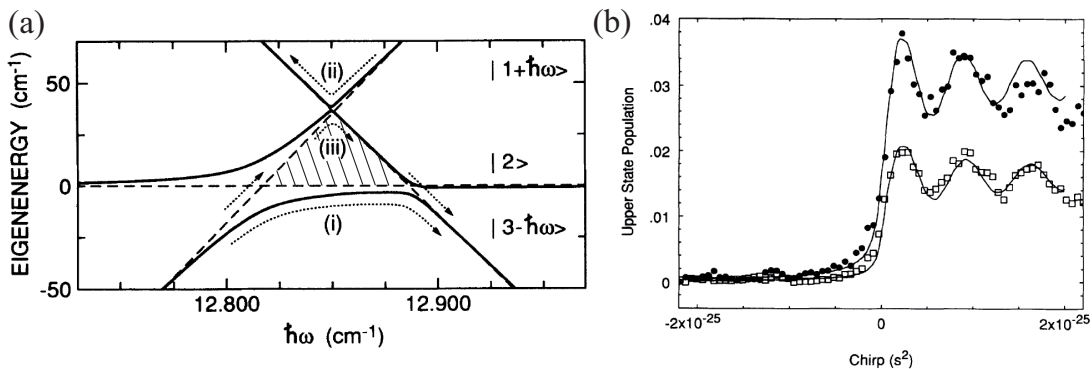 (a)
EIGENENERGY (cm-1)
50
0
-50
(ii)
| 1+ħω>
(iii)
| 2>
(i)
| 3-ħω>
12.800
12.900
ħω (cm-1)
(b)
Upper State Population
.04
.03
.02
.01
0
-2x10-25
0
2x10-25
Chirp (s2)